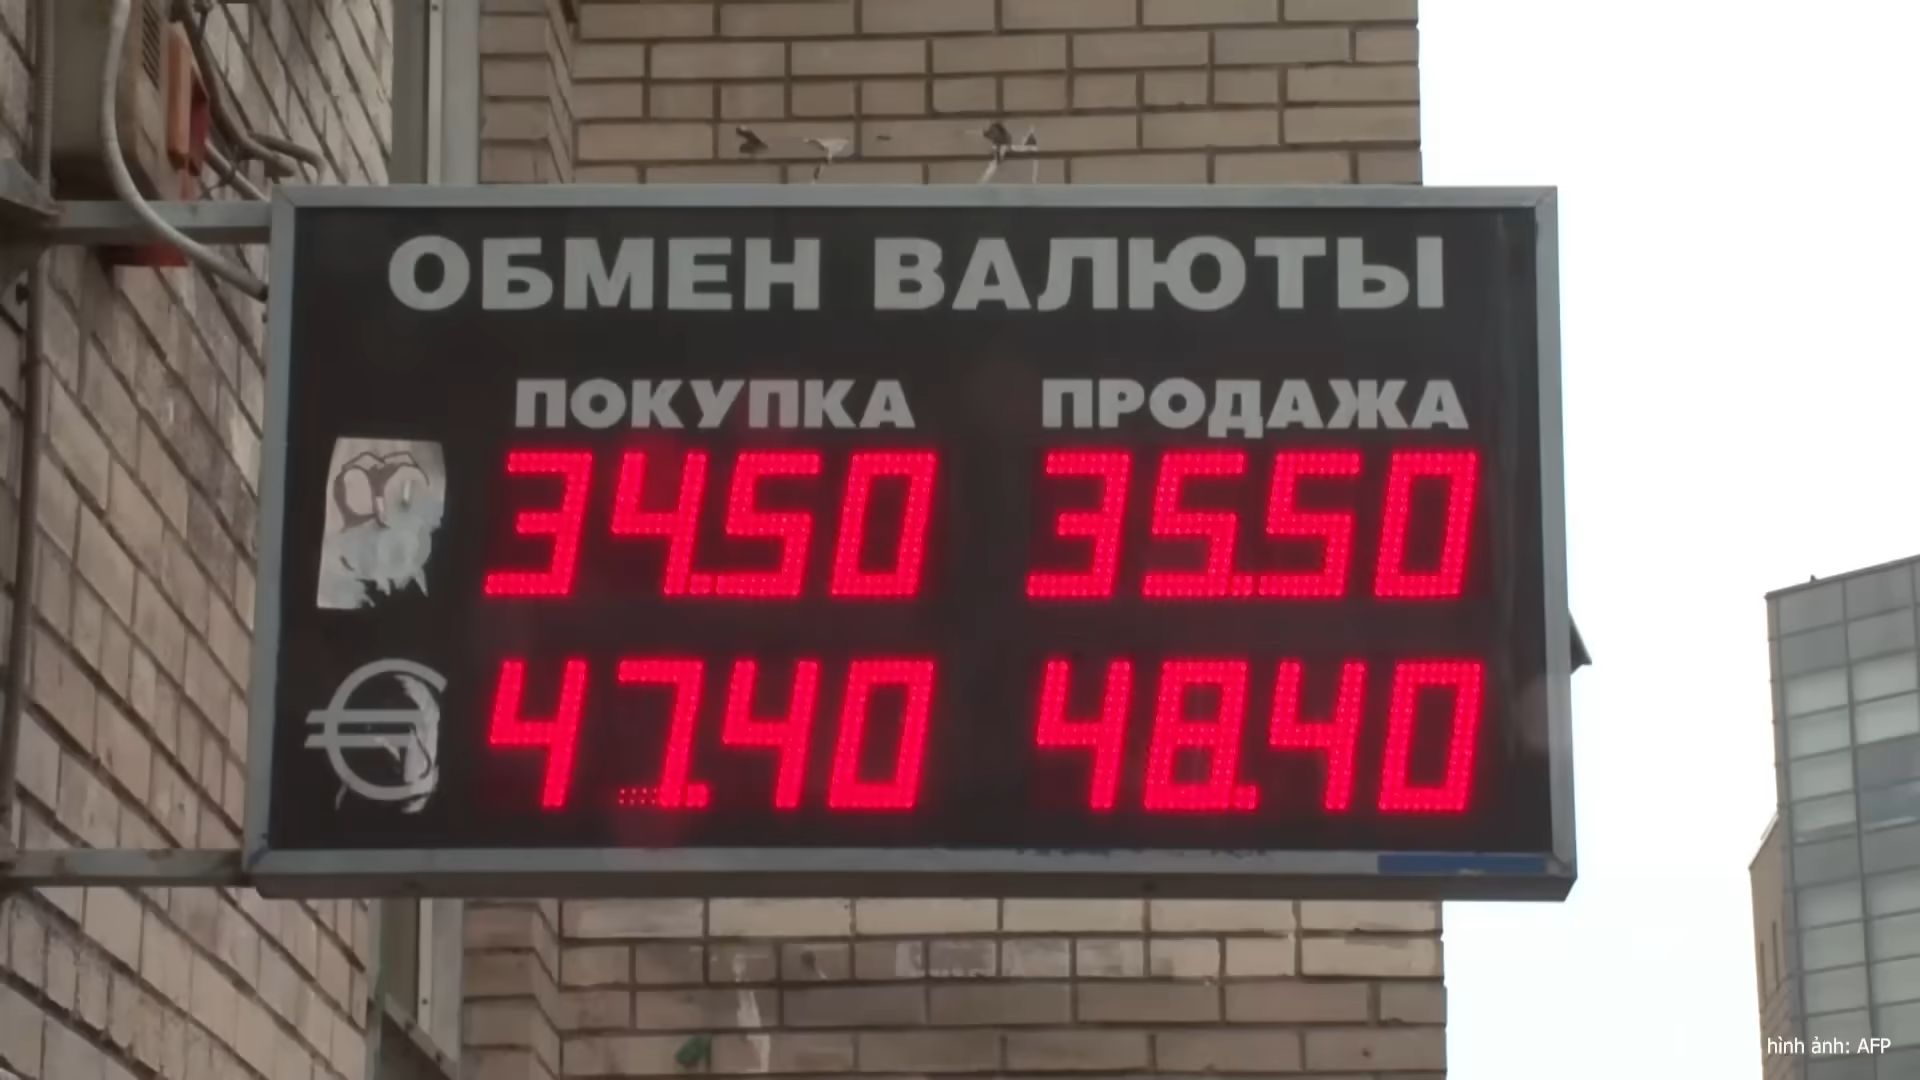 ОБМЕН ВАЛЮТЫ
ПОКУПКА ПРОДАЖА
34.50 35.50
€ 47.40 48.40
hình ảnh: AFP